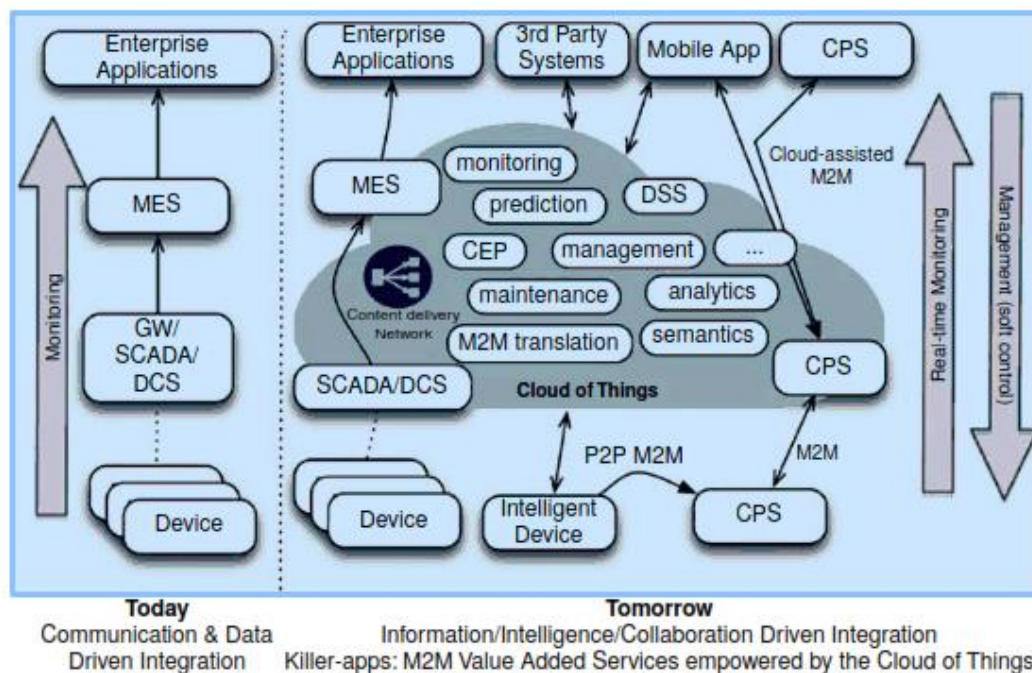 Enterprise
Applications
MES
GW/
SCADA/
DCS
Device
Monitoring
Enterprise
Applications
3rd Party
Systems
Mobile App
CPS
MES
monitoring
prediction
DSS
CEP
management
...
maintenance
analytics
M2M translation
semantics
Content delivery
Network
Cloud of Things
SCADA/DCS
CPS
Cloud-assisted
M2M
P2P M2M
M2M
Device
Intelligent
Device
CPS
Real-time Monitoring
Management (soft control)
Today
Communication & Data
Driven Integration
Tomorrow
Information/Intelligence/Collaboration Driven Integration
Killer-apps: M2M Value Added Services empowered by the Cloud of Things